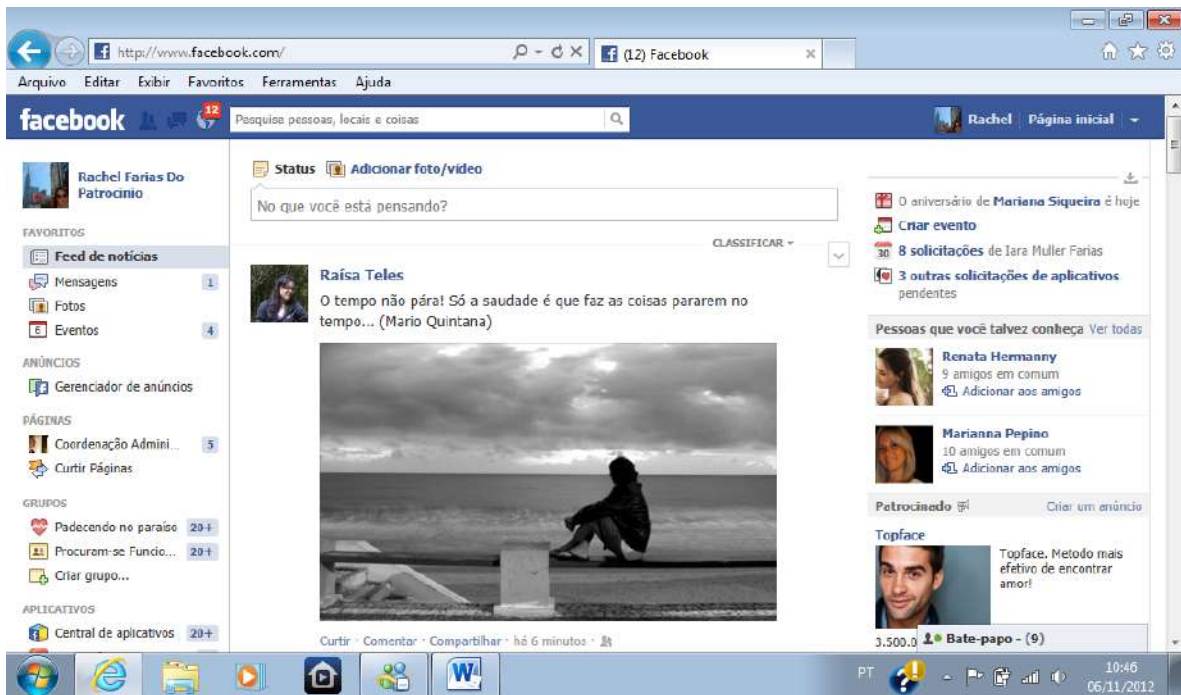 http://www.facebook.com/
(12) Facebook
Arquivo Editar Exibir Favoritos Ferramentas Ajuda
facebook
12
Pesquise pessoas, locais e coisas
Rachel Página inicial
Rachel Farias Do
Patrocinio
FAVORITOS
Feed de notícias
Mensagens 1
Fotos
6 Eventos 4
ANÚNCIOS
Gerenciador de anúncios
PÁGINAS
Coordenação Admini... 5
Curtir Páginas
GRUPOS
Padecendo no paraíso 20+
Procuram-se Funcio... 20+
Criar grupo...
APLICATIVOS
Central de aplicativos 20+
Status Adicionar foto/vídeo
No que você está pensando?
CLASSIFICAR
Raísa Teles
O tempo não pára! Só a saudade é que faz as coisas pararem no
tempo... (Mario Quintana)
Curtir · Comentar · Compartilhar · há 6 minutos ·
O aniversário de Mariana Siqueira é hoje
Criar evento
30 8 solicitações de Iara Muller Farias
3 outras solicitações de aplicativos
pendentes
Pessoas que você talvez conheça Ver todas
Renata Hermanny
9 amigos em comum
Adicionar aos amigos
Marianna Pepino
10 amigos em comum
Adicionar aos amigos
Patrocinado Criar um anúncio
Topface
Topface. Metodo mais
efetivo de encontrar
amor!
3.500.0
Bate-papo - (9)
W
PT
10:46
06/11/2012